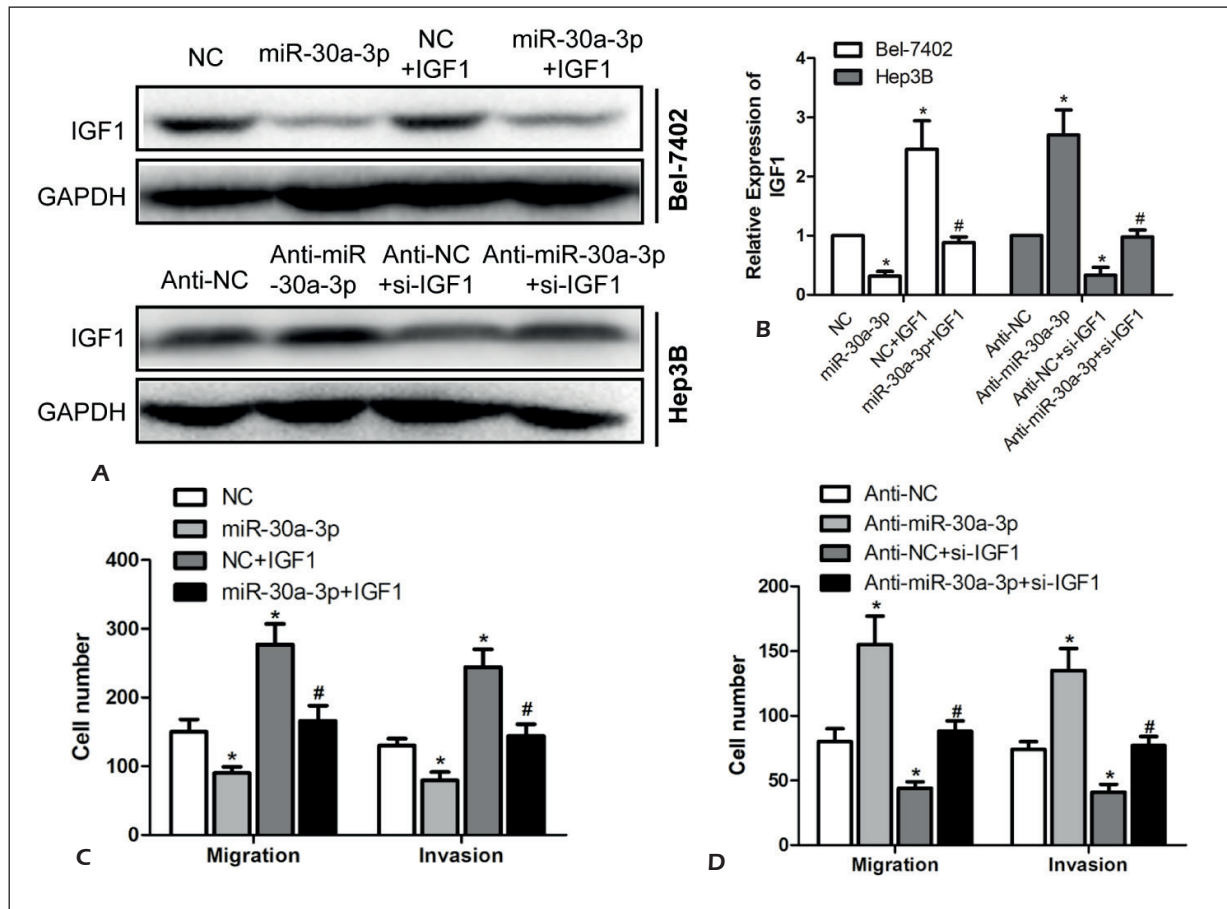 NC
miR-30a-3p
NC
+IGF1
miR-30a-3p
+IGF1
IGF1
GAPDH
Bel-7402
Anti-NC
Anti-miR
-30a-3p
Anti-NC
+si-IGF1
Anti-miR-30a-3p
+si-IGF1
IGF1
GAPDH
Hep3B
A
Bel-7402
Hep3B
Relative Expression of
IGF1
4
3
2
1
0
*
*
#
*
*
#
NC
miR-30a-3p
NC+IGF1
miR-30a-3p+IGF1
Anti-NC
Anti-miR-30a-3p
Anti-NC+si-IGF1
Anti-miR-30a-3p+si-IGF1
B
NC
miR-30a-3p
NC+IGF1
miR-30a-3p+IGF1
Cell number
400
300
200
100
0
*
*
#
*
*
#
Migration
Invasion
C
Anti-NC
Anti-miR-30a-3p
Anti-NC+si-IGF1
Anti-miR-30a-3p+si-IGF1
Cell number
200
150
100
50
0
*
*
#
*
*
#
Migration
Invasion
D